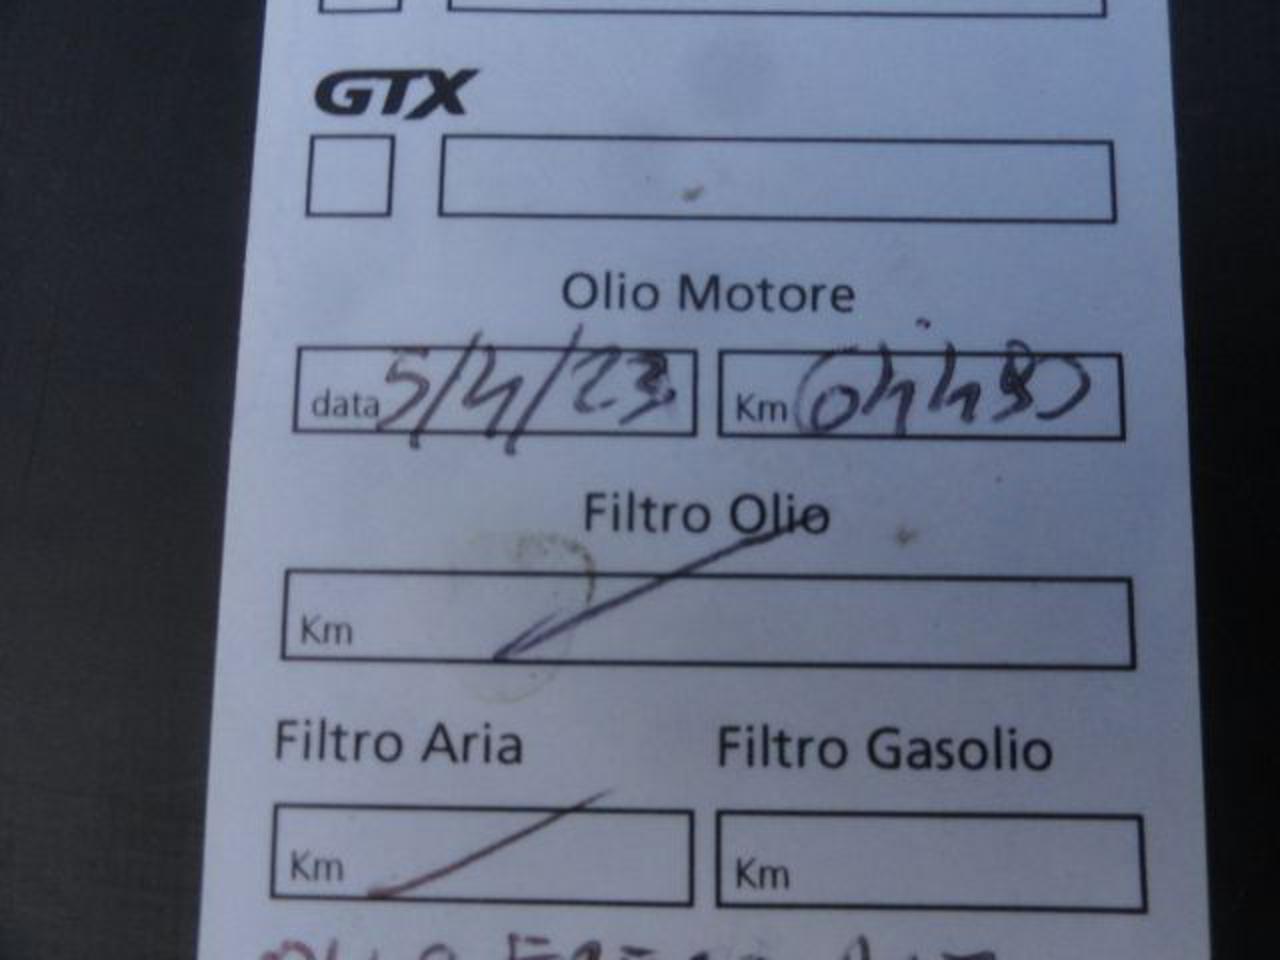 GTX
Olio Motore
data 5/4/23 Km
Filtro Olio
Km
Filtro Aria Filtro Gasolio
Km Km